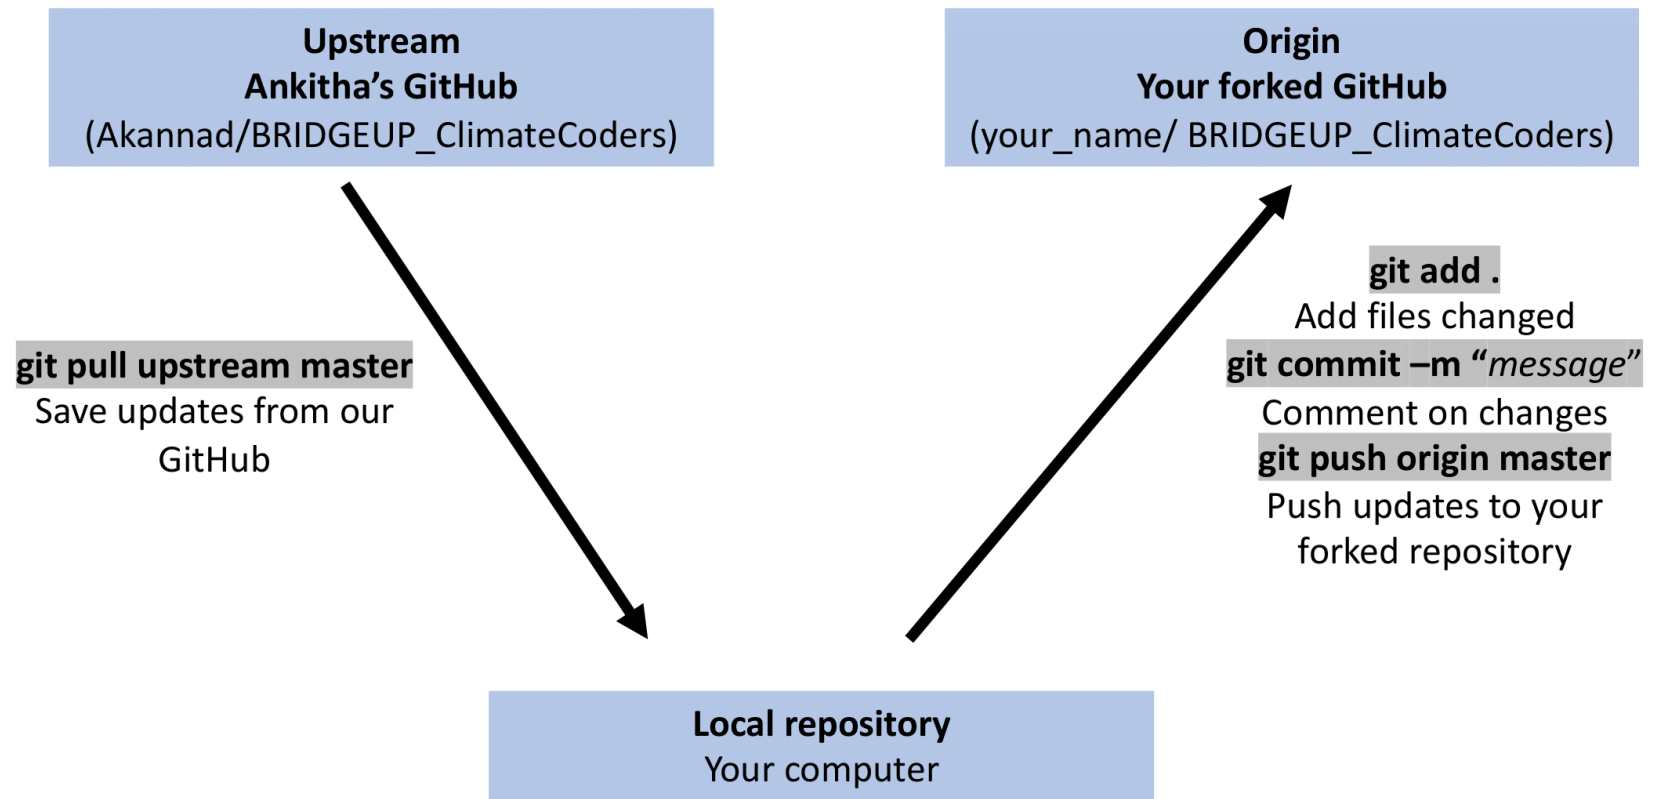 Upstream
Ankitha’s GitHub
(Akannad/BRIDGEUP_ClimateCoders)
Origin
Your forked GitHub
(your_name/ BRIDGEUP_ClimateCoders)
git pull upstream master
Save updates from our
GitHub
git add .
Add files changed
git commit –m “message”
Comment on changes
git push origin master
Push updates to your
forked repository
Local repository
Your computer